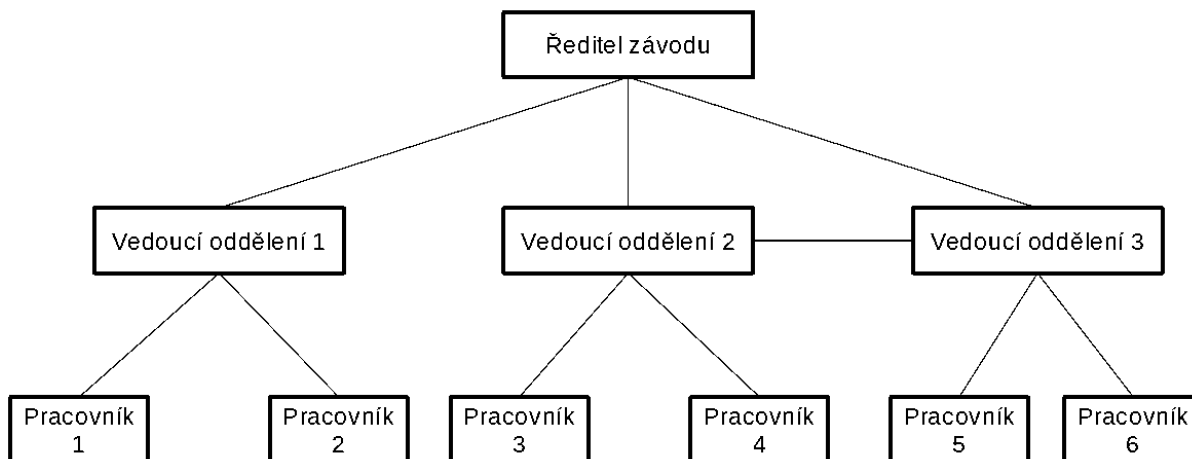 Ředitel závodu
Vedoucí oddělení 1
Vedoucí oddělení 2
Vedoucí oddělení 3
Pracovník
1
Pracovník
2
Pracovník
3
Pracovník
4
Pracovník
5
Pracovník
6